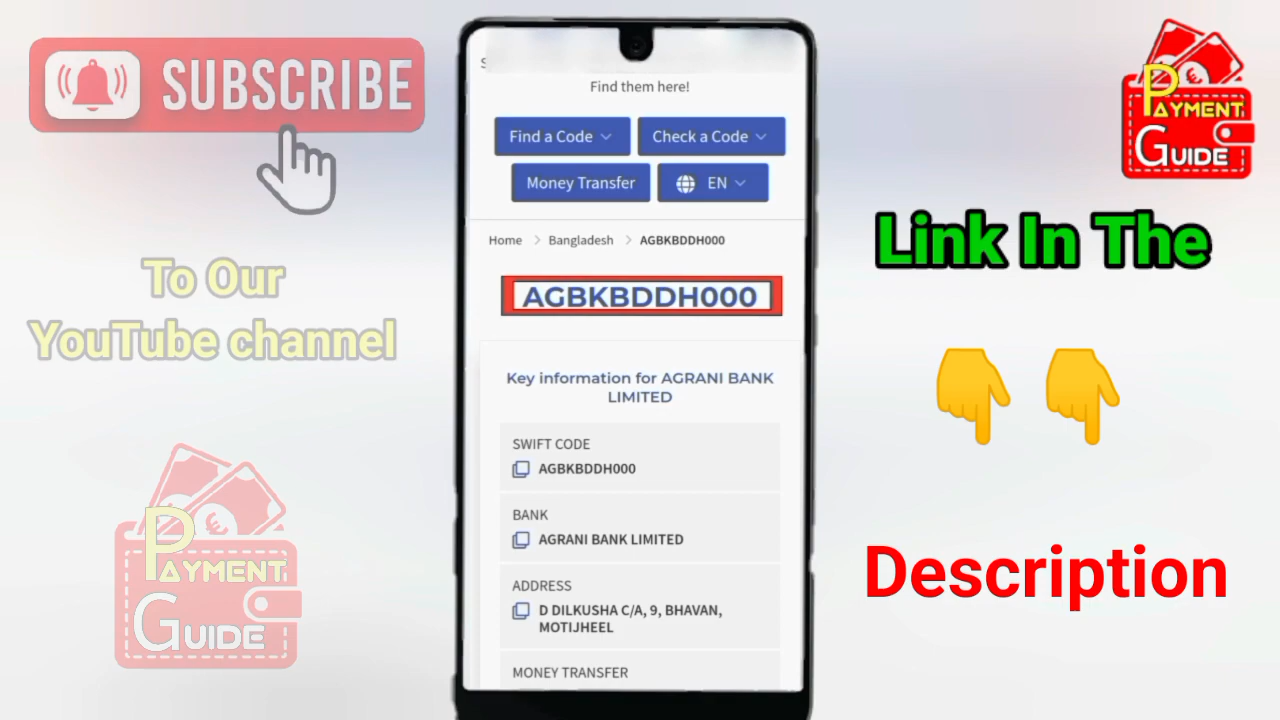 SUBSCRIBE
To Our
YouTube channel
PAYMENT
GUIDE
Find them here!
Find a Code
Check a Code
Money Transfer
EN
Home > Bangladesh > AGBKBDDH000
AGBKBDDH000
Key information for AGRANI BANK
LIMITED
SWIFT CODE
AGBKBDDH000
BANK
AGRANI BANK LIMITED
ADDRESS
D DILKUSHA C/A, 9, BHAVAN,
MOTIJHEEL
MONEY TRANSFER
PAYMENT
GUIDE
Link In The
Description